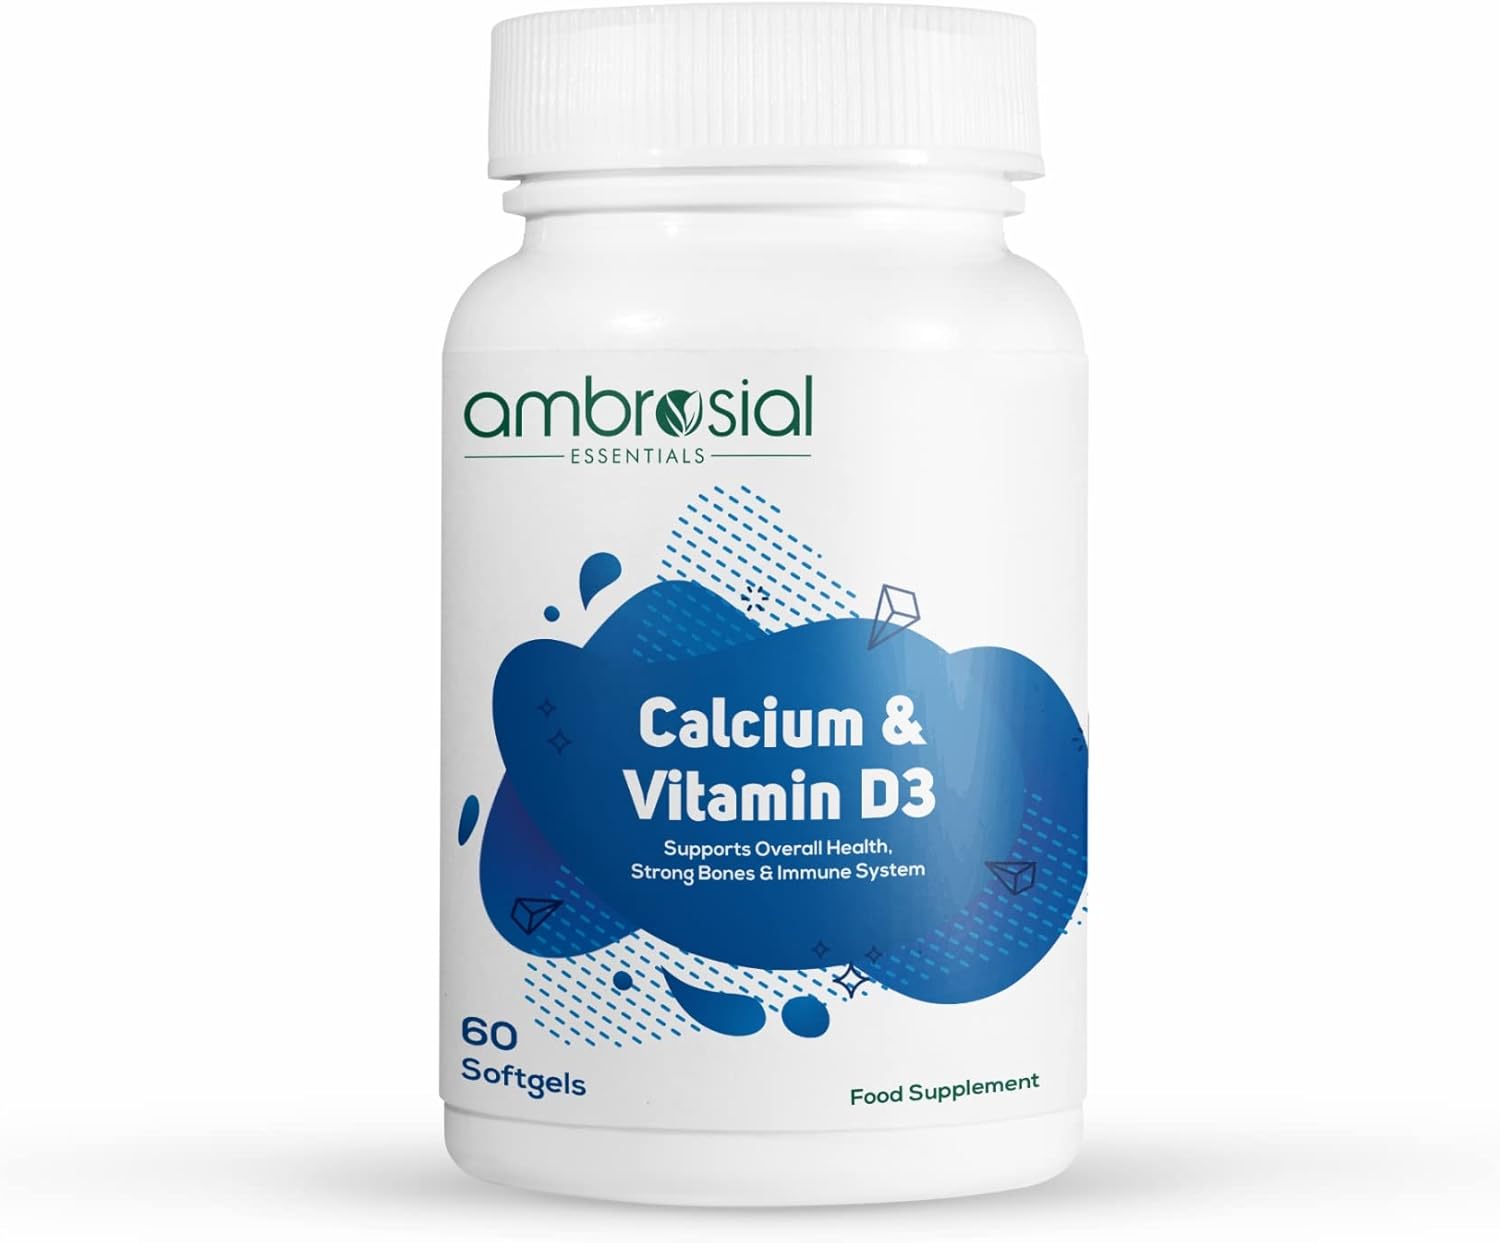 ambrosial
ESSENTIALS
Calcium &
Vitamin D3
Supports Overall Health,
Strong Bones & Immune System
60
Softgels
Food Supplement